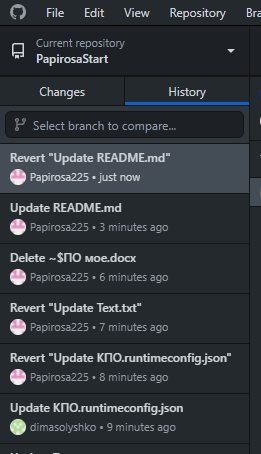 File Edit View Repository Bra
Current repository
PapirosaStart
Changes History
Select branch to compare...
Revert "Update README.md"
Papirosa225 • just now
Update README.md
Papirosa225 • 3 minutes ago
Delete ~$ПО мое.docx
Papirosa225 • 6 minutes ago
Revert "Update Text.txt"
Papirosa225 • 7 minutes ago
Revert "Update КПО.runtimeconfig.json"
Papirosa225 • 8 minutes ago
Update КПО.runtimeconfig.json
dimasolyshko • 9 minutes ago